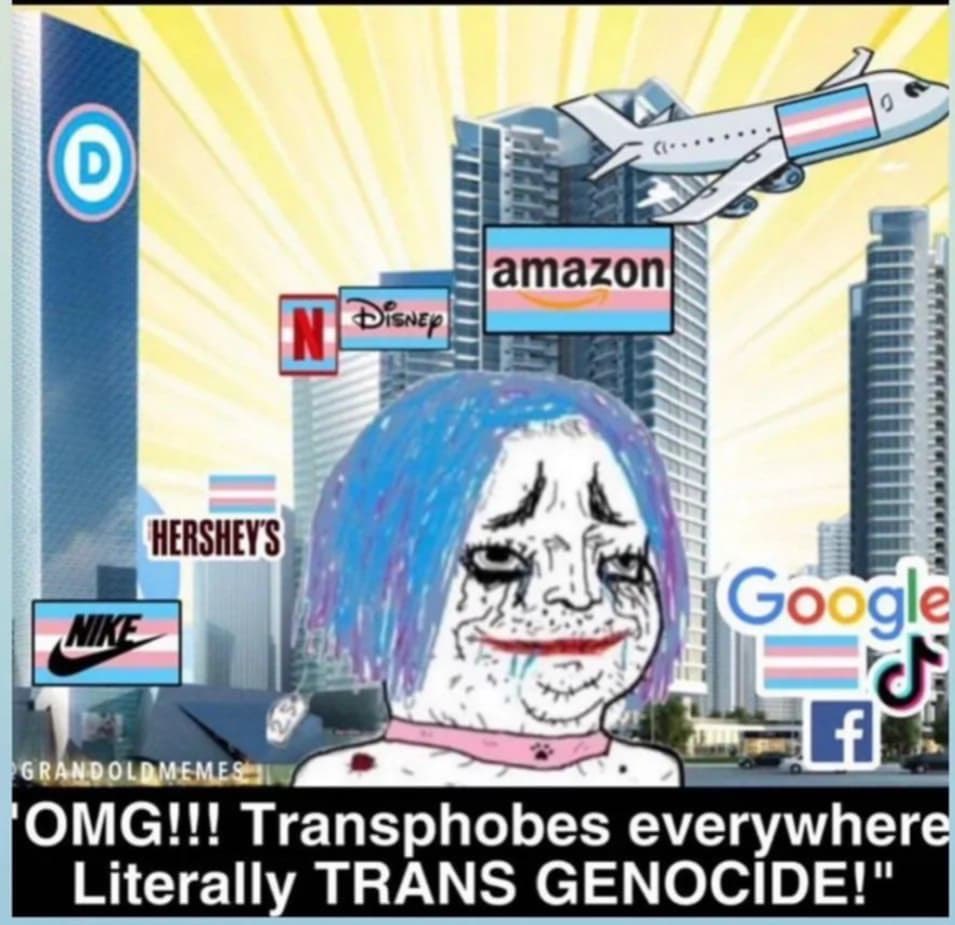 D
amazon
N
DISNEY
HERSHEY'S
NIKE
Google
f
GRANDOLDMEMES
"OMG!!! Transphobes everywhere
Literally TRANS GENOCIDE!"